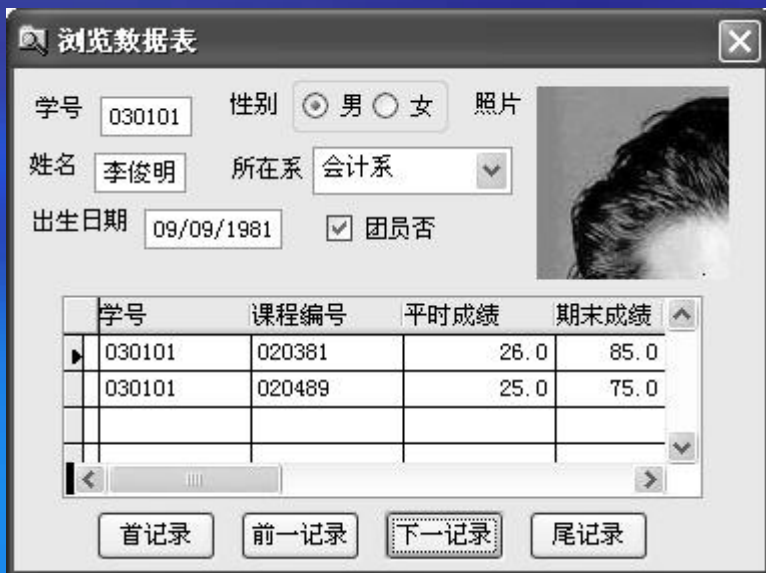 浏览数据表
学号 030101 性别 男 女 照片
姓名 李俊明 所在系 会计系
出生日期 09/09/1981 团员否
学号 课程编号 平时成绩 期末成绩
030101 020381 26.0 85.0
030101 020489 25.0 75.0
首记录 前一记录 下一记录 尾记录